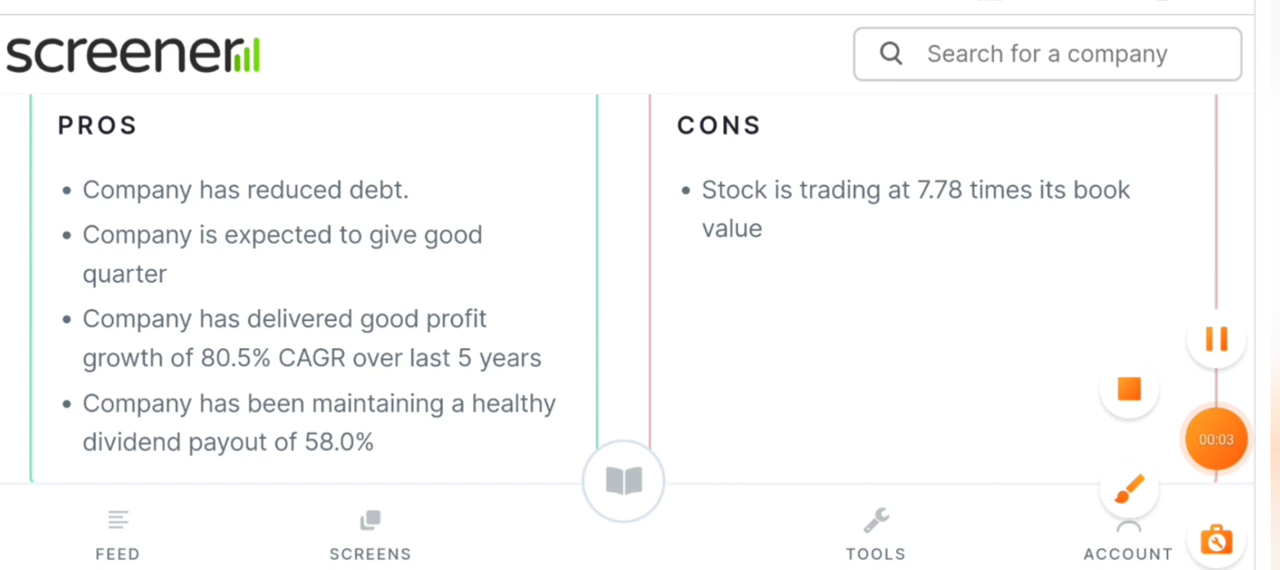 screener
Search for a company
PROS
• Company has reduced debt.
• Company is expected to give good
quarter
• Company has delivered good profit
growth of 80.5% CAGR over last 5 years
• Company has been maintaining a healthy
dividend payout of 58.0%
CONS
• Stock is trading at 7.78 times its book
value
00:03
FEED
SCREENS
TOOLS
ACCOUNT